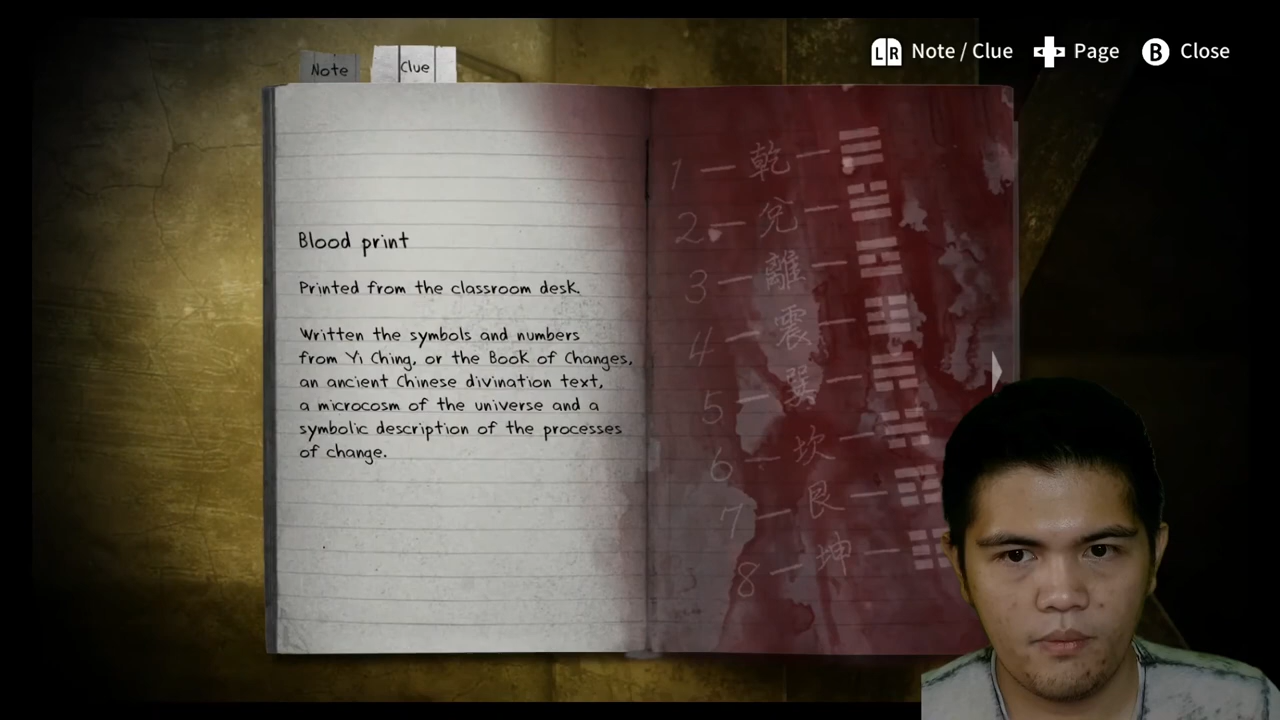 Note
Clue
L R Note / Clue
Page
B Close
Blood print
Printed from the classroom desk.
Written the symbols and numbers
from Yi Ching, or the Book of Changes,
an ancient Chinese divination text,
a microcosm of the universe and a
symbolic description of the processes
of change.
1 — 乾 — ☰
2 — 兌 — ☱
3 — 離 — ☲
4 — 震 — ☳
5 — 巽 — ☴
6 — 坎 — ☵
7 — 艮 — ☶
8 — 坤 — ☷